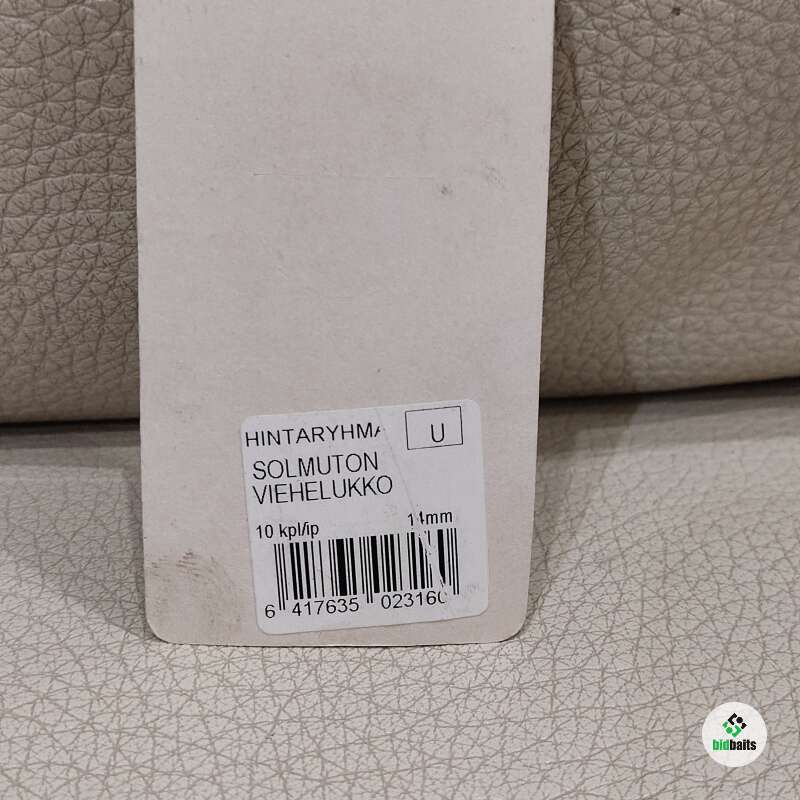 HINTARYHMA
U
SOLMUTON
VIEHELUKKO
10 kpl/ip
14mm
6 417635 023160
bidbaits